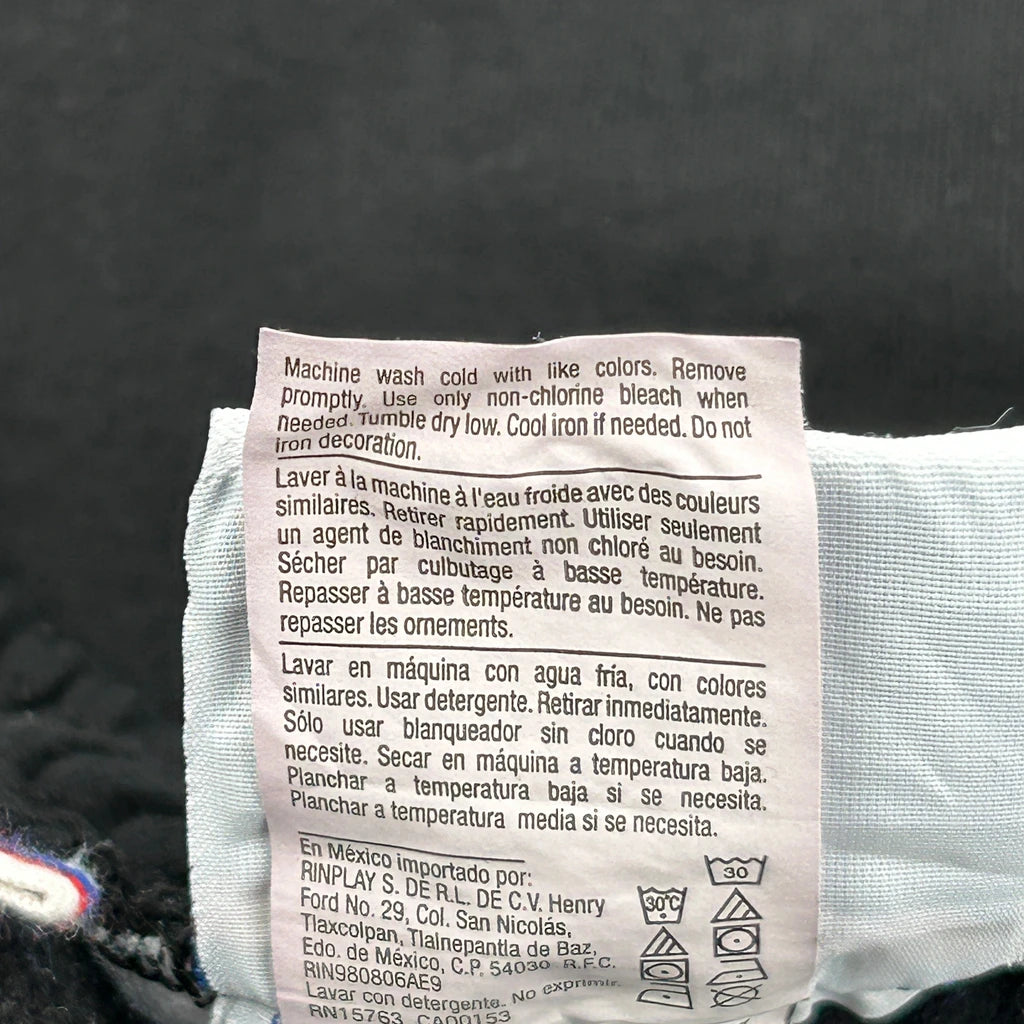 Machine wash cold with like colors. Remove
promptly. Use only non-chlorine bleach when
needed. Tumble dry low. Cool iron if needed. Do not
iron decoration.
Laver à la machine à l'eau froide avec des couleurs
similaires. Retirer rapidement. Utiliser seulement
un agent de blanchiment non chloré au besoin.
Sécher par culbutage à basse température.
Repasser à basse température au besoin. Ne pas
repasser les ornements.
Lavar en máquina con agua fría, con colores
similares. Usar detergente. Retirar inmediatamente.
Sólo usar blanqueador sin cloro cuando se
necesite. Secar en máquina a temperatura baja.
Planchar a temperatura baja si se necesita.
Planchar a temperatura media si se necesita.
En México importado por:
RINPLAY S. DE R.L. DE C.V. Henry
Ford No. 29, Col. San Nicolás,
Tlaxcolpan, Tlalnepantla de Baz,
Edo. de México, C.P. 54030 R.F.C.
RIN980806AE9
Lavar con detergente. No exprimir.
RN15763 CA00153
30°C
30